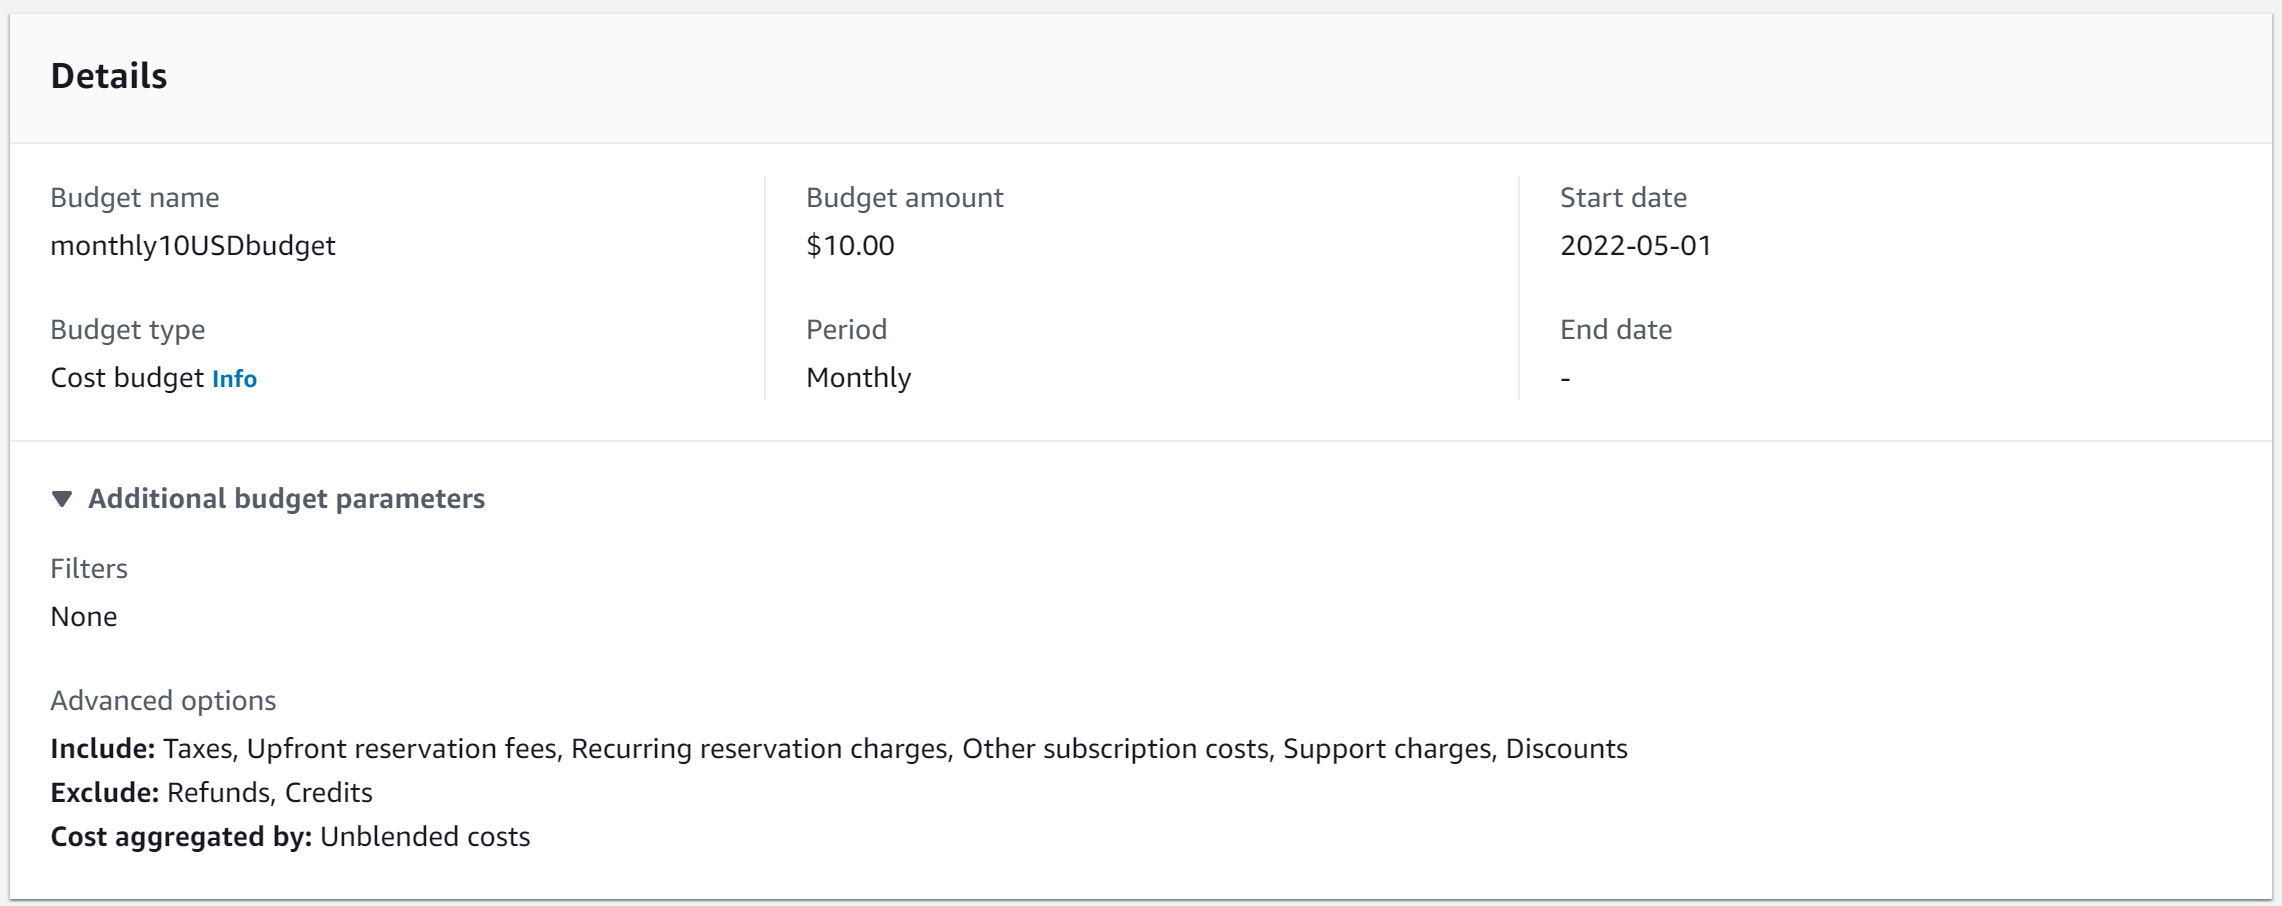 Details
Budget name
monthly10USDbudget
Budget type
Cost budget Info
Budget amount
$10.00
Period
Monthly
Start date
2022-05-01
End date
-
Additional budget parameters
Filters
None
Advanced options
Include: Taxes, Upfront reservation fees, Recurring reservation charges, Other subscription costs, Support charges, Discounts
Exclude: Refunds, Credits
Cost aggregated by: Unblended costs